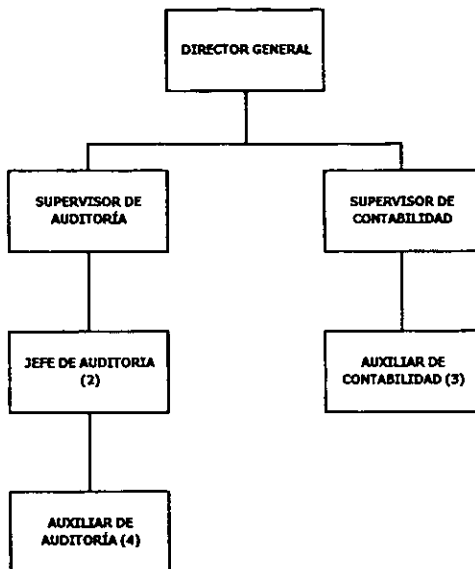 DIRECTOR GENERAL
SUPERVISOR DE
AUDITORÍA
SUPERVISOR DE
CONTABILIDAD
JEFE DE AUDITORIA
(2)
AUXILIAR DE
CONTABILIDAD (3)
AUXILIAR DE
AUDITORÍA (4)